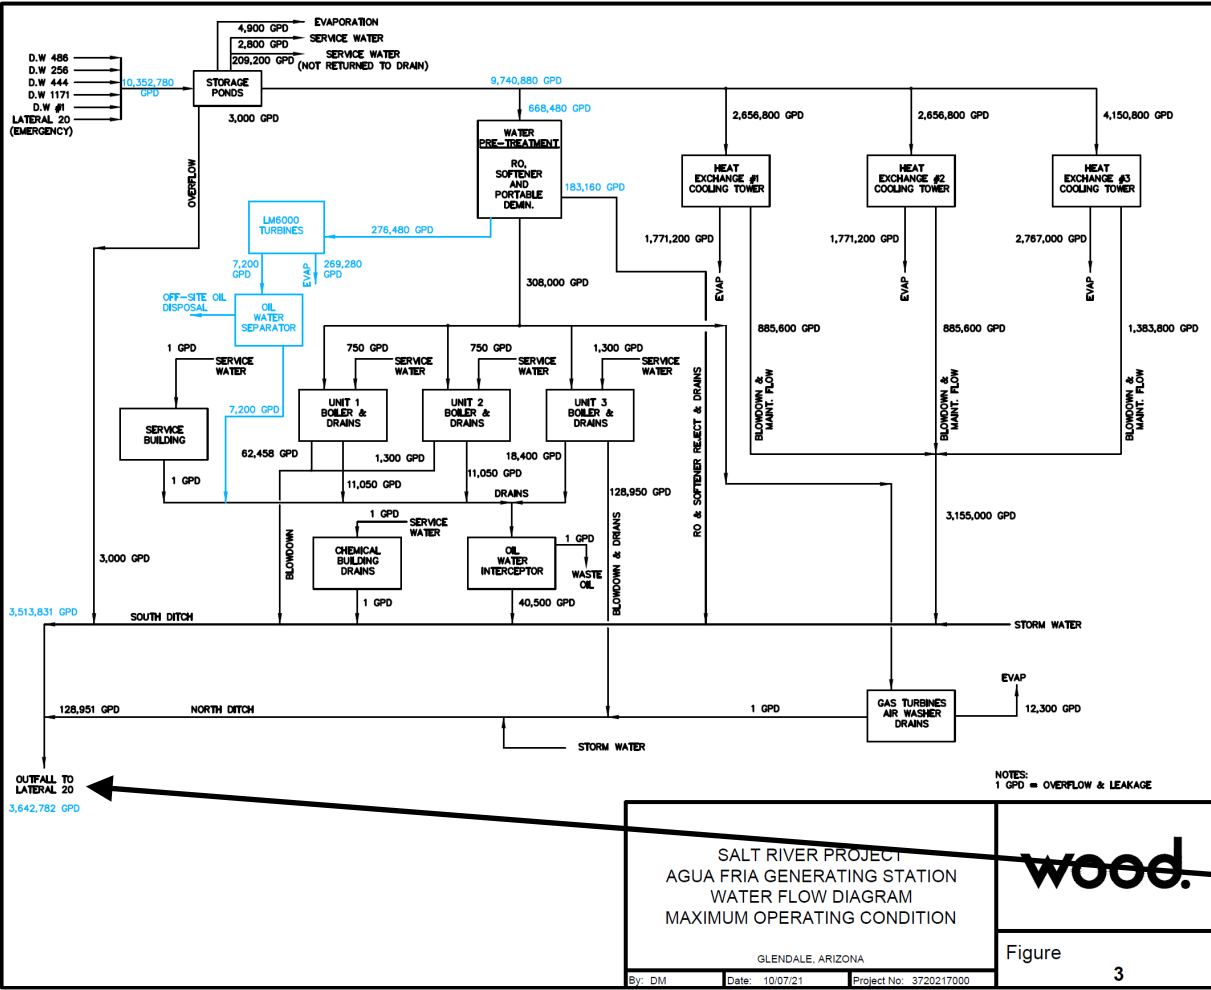 4,900 GPD
EVAPORATION
2,800 GPD
SERVICE WATER
209,200 GPD
SERVICE WATER
(NOT RETURNED TO DRAIN)
D.W 486
D.W 256
D.W 444
D.W 1171
D.W #1
LATERAL 20
(EMERGENCY)
10,352,780
GPD
STORAGE
PONDS
3,000 GPD
OVERFLOW
9,740,880 GPD
668,480 GPD
WATER
PRE-TREATMENT
RO,
SOFTENER
AND
PORTABLE
DEMIN.
183,160 GPD
2,656,800 GPD
2,656,800 GPD
4,150,800 GPD
HEAT
EXCHANGE #1
COOLING TOWER
HEAT
EXCHANGE #2
COOLING TOWER
HEAT
EXCHANGE #3
COOLING TOWER
LM6000
TURBINES
276,480 GPD
1,771,200 GPD
1,771,200 GPD
2,767,000 GPD
7,200
GPD
EVAP
269,280
GPD
308,000 GPD
EVAP
EVAP
EVAP
OFF-SITE OIL
DISPOSAL
OIL
WATER
SEPARATOR
885,600 GPD
885,600 GPD
1,383,800 GPD
1 GPD
SERVICE
WATER
750 GPD
SERVICE
WATER
750 GPD
SERVICE
WATER
1,300 GPD
SERVICE
WATER
7,200 GPD
SERVICE
BUILDING
UNIT 1
BOILER &
DRAINS
UNIT 2
BOILER &
DRAINS
UNIT 3
BOILER &
DRAINS
RO & SOFTENER REJECT & DRAINS
BLOWDOWN &
MAINT. FLOW
BLOWDOWN &
MAINT. FLOW
BLOWDOWN &
MAINT. FLOW
62,458 GPD
1,300 GPD
18,400 GPD
1 GPD
11,050 GPD
11,050 GPD
128,950 GPD
DRAINS
3,155,000 GPD
1 GPD
SERVICE
WATER
BLOWDOWN
CHEMICAL
BUILDING
DRAINS
OIL
WATER
INTERCEPTOR
1 GPD
WASTE
OIL
BLOWDOWN & DRIANS
3,000 GPD
1 GPD
40,500 GPD
3,513,831 GPD
SOUTH DITCH
STORM WATER
EVAP
128,951 GPD
NORTH DITCH
1 GPD
GAS TURBINES
AIR WASHER
DRAINS
12,300 GPD
STORM WATER
OUTFALL TO
LATERAL 20
3,642,782 GPD
NOTES:
1 GPD = OVERFLOW & LEAKAGE
SALT RIVER PROJECT
AGUA FRIA GENERATING STATION
WATER FLOW DIAGRAM
MAXIMUM OPERATING CONDITION
GLENDALE, ARIZONA
By: DM
Date: 10/07/21
Project No: 3720217000
wood.
Figure
3